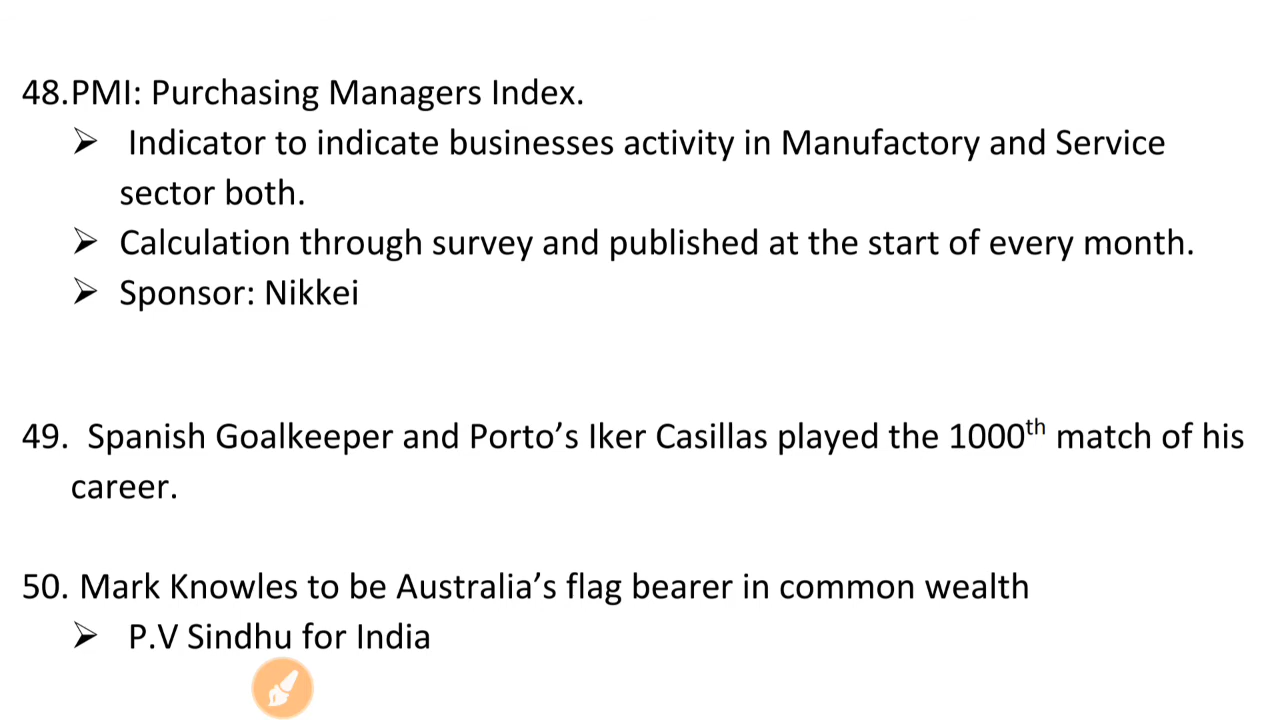 48.PMI: Purchasing Managers Index.
➢ Indicator to indicate businesses activity in Manufactory and Service
sector both.
➢ Calculation through survey and published at the start of every month.
➢ Sponsor: Nikkei
49. Spanish Goalkeeper and Porto’s Iker Casillas played the 1000th match of his
career.
50. Mark Knowles to be Australia’s flag bearer in common wealth
➢ P.V Sindhu for India